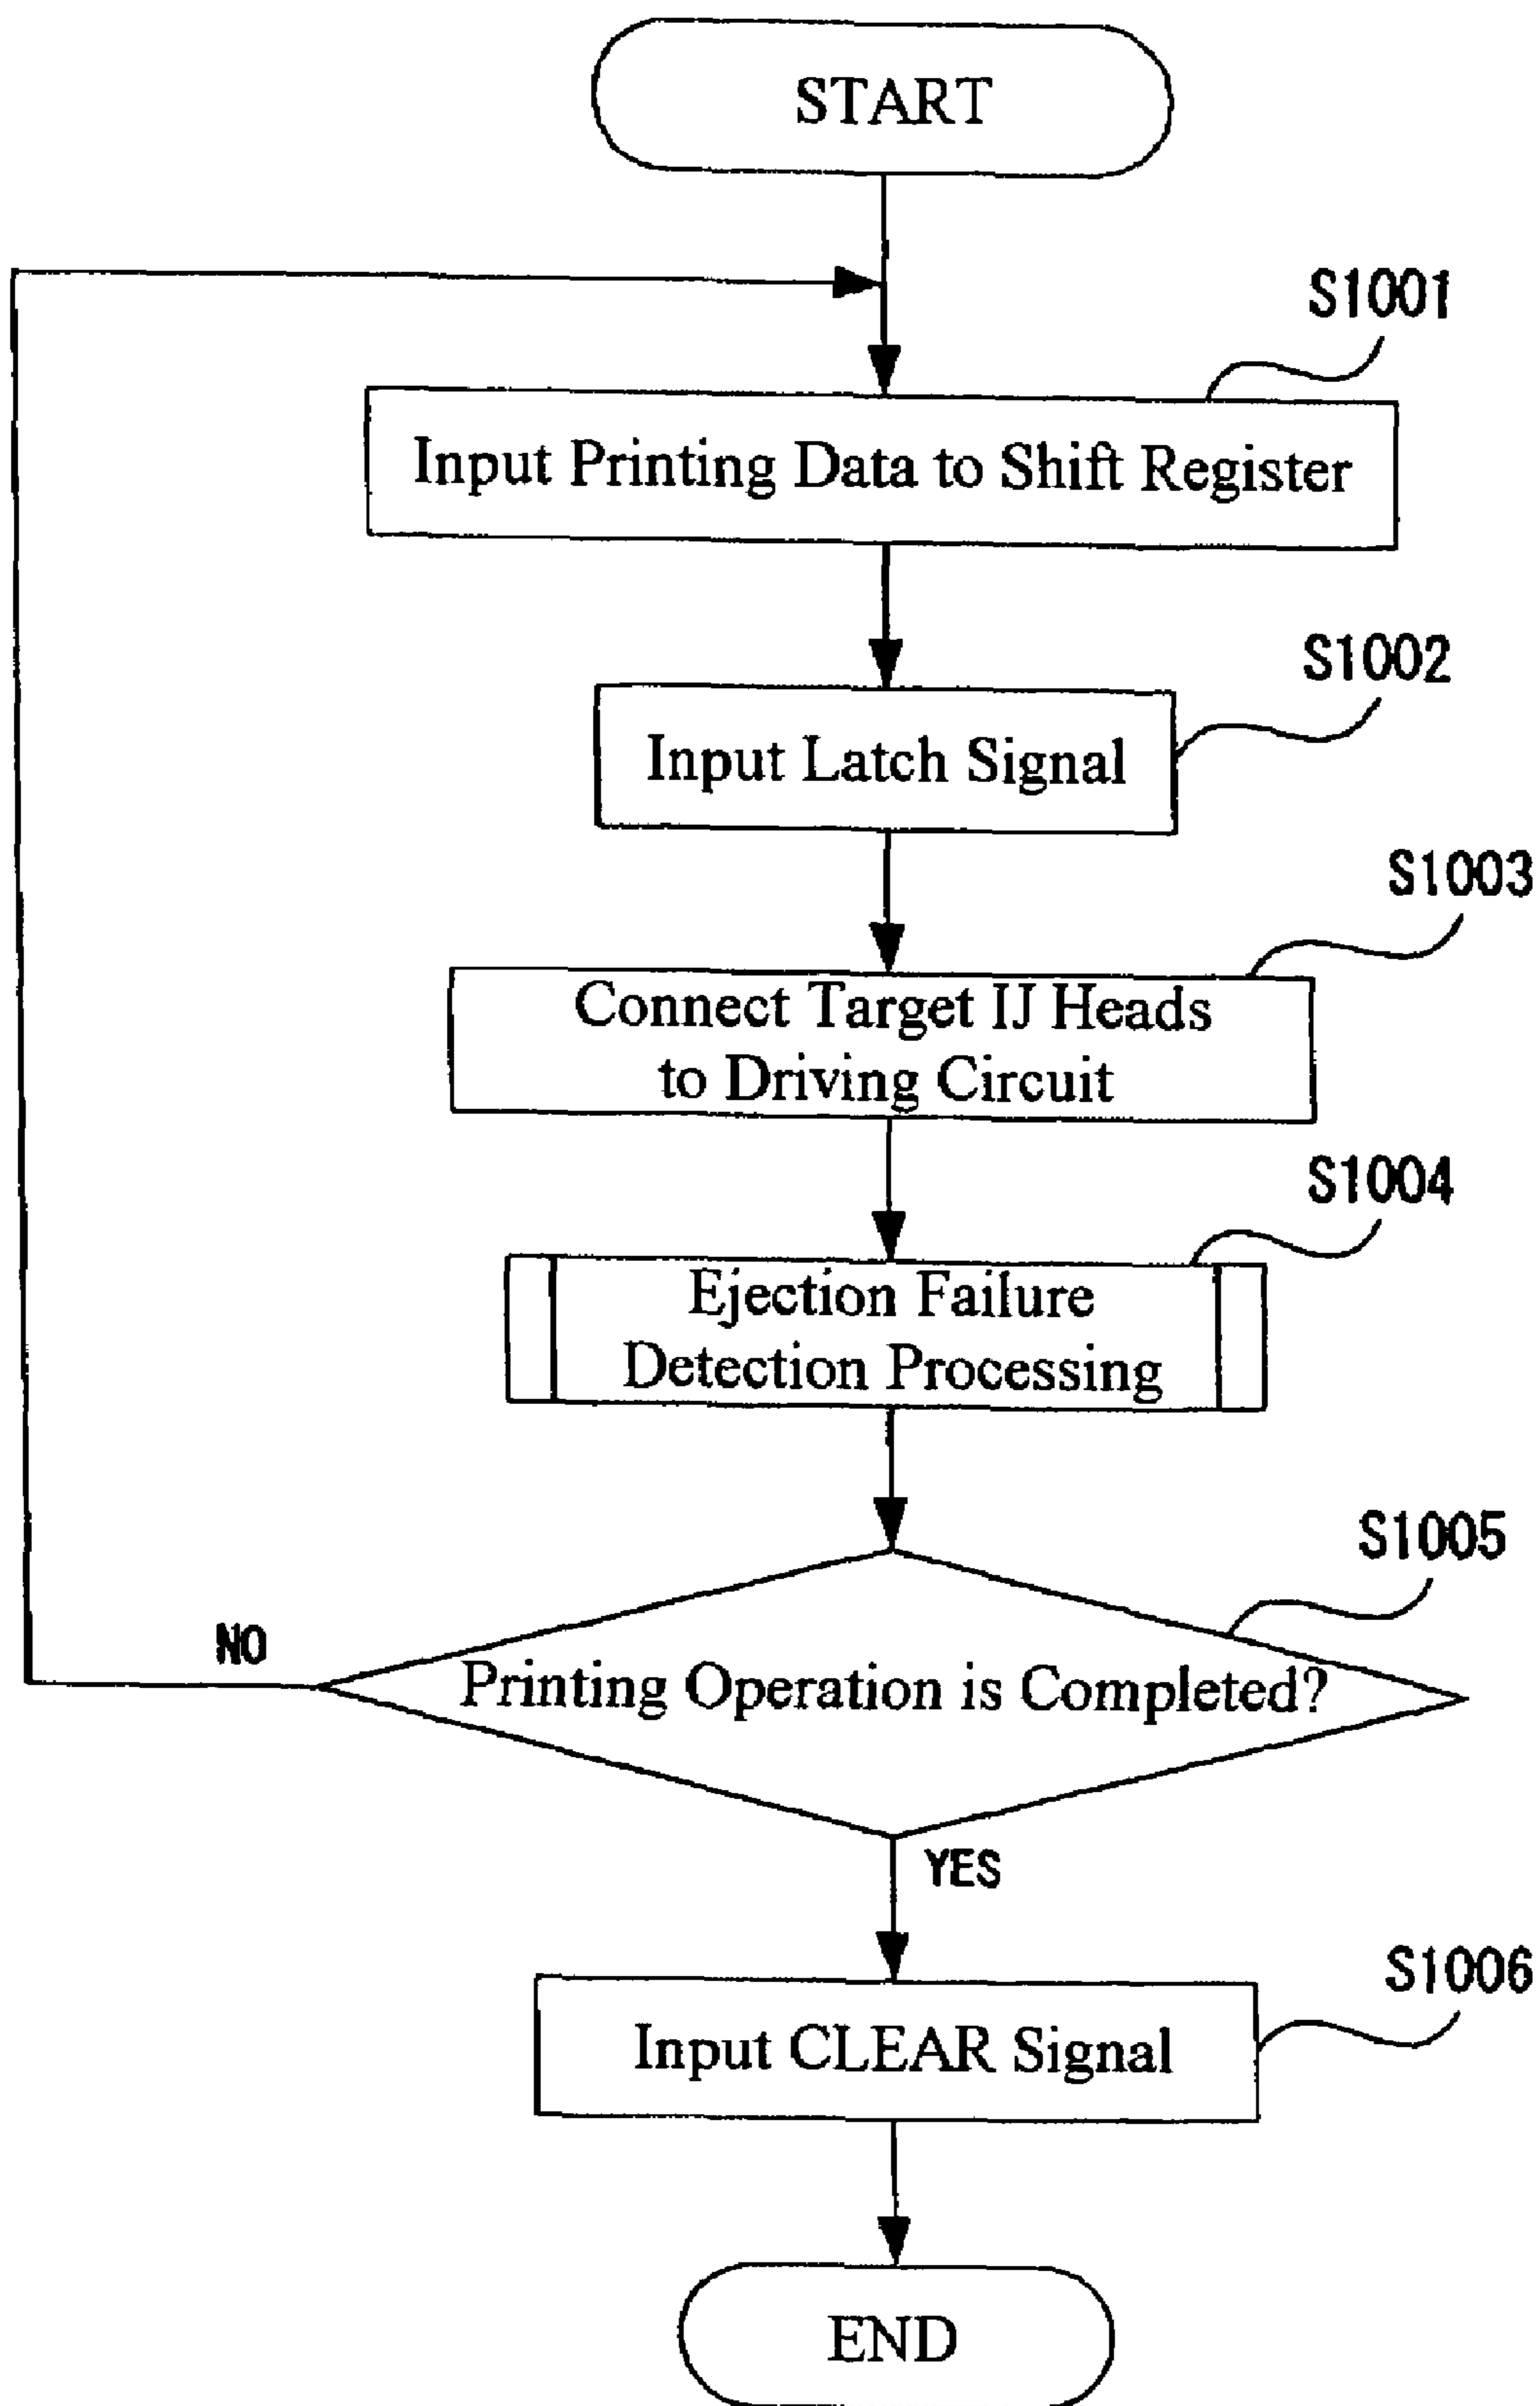 START
S1001
Input Printing Data to Shift Register
S1002
Input Latch Signal
S1003
Connect Target IJ Heads
to Driving Circuit
S1004
Ejection Failure
Detection Processing
S1005
NO
Printing Operation is Completed?
YES
S1006
Input CLEAR Signal
END